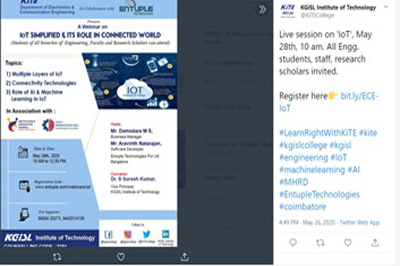 KiTE
Department of Electronics &
Communication Engineering
In Collaboration with
ENTUPLE
TECHNOLOGIES
Presents
A Webinar on
IoT SIMPLIFIED & ITS ROLE IN CONNECTED WORLD
(Students of All branches of Engineering, Faculty and Research Scholars can attend)
Topics:
1) Multiple Layers of IoT
2) Connectivity Technologies
3) Role of AI & Machine
Learning in IoT
IOT
In Association with :
Date & Time:
May 28th, 2020
10.00 AM to 12.30 PM
Registration Link :
For inquiries :
Host:
Mr. Damodara M S,
Business Manager
Mr. Aravinth Natarajan,
Software Developer
Entuple Technologies Pvt Ltd
Bangalore
Convener:
Dr. S Suresh Kumar,
Vice Principal,
KGiSL Institute of Technology
KGiSL Institute of Technology
KiTE
KGISL Institute of Technology
@KiTECollege
Live session on 'IoT', May
28th, 10 am. All Engg.
students, staff, research
scholars invited.
Register here👉 bit.ly/ECE-
IoT
#LearnRightWithKiTE #kite
#kgislcollege #kgisl
#engineering #IoT
#machinelearning #AI
#MHRD
#EntupleTechnologies
#coimbatore
4:49 PM · May 26, 2020 · Twitter Web App